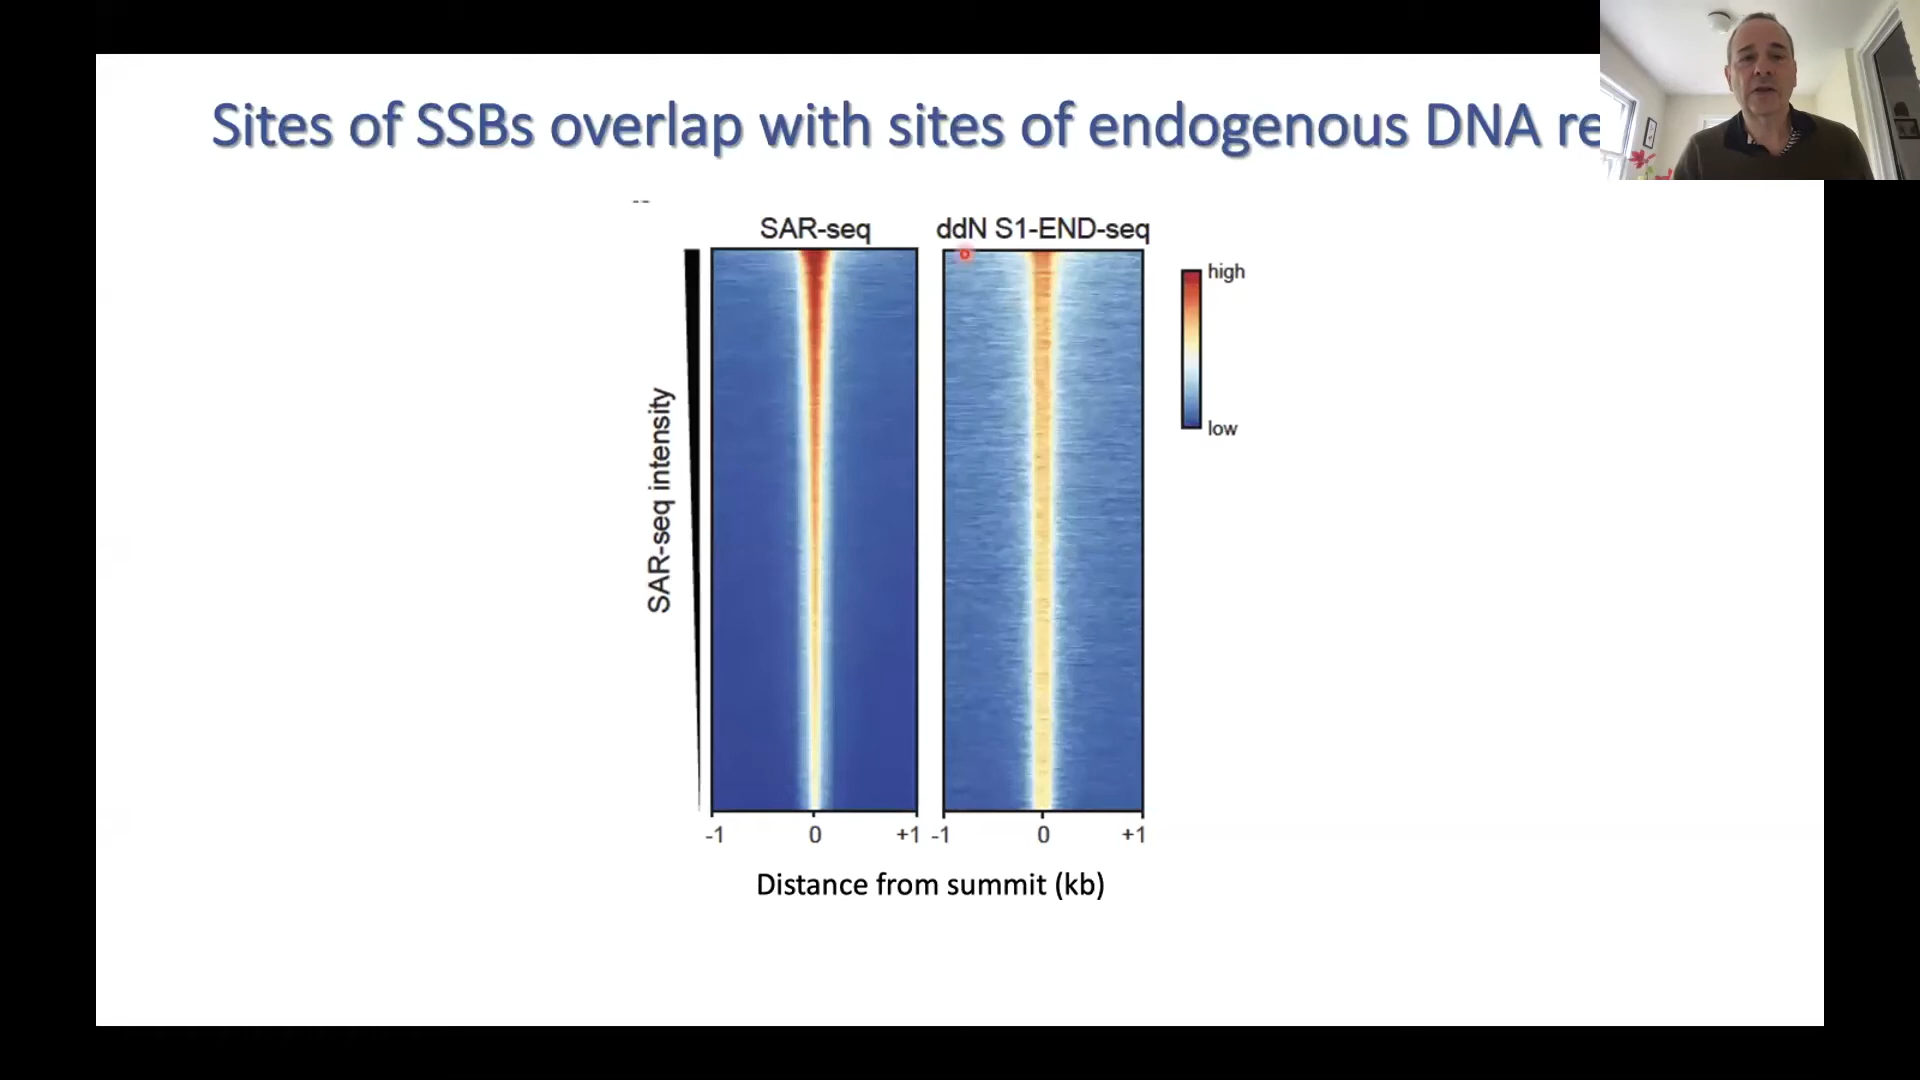 Sites of SSBs overlap with sites of endogenous DNA re
SAR-seq
ddN S1-END-seq
high
low
SAR-seq intensity
-1 0 +1 -1 0 +1
Distance from summit (kb)